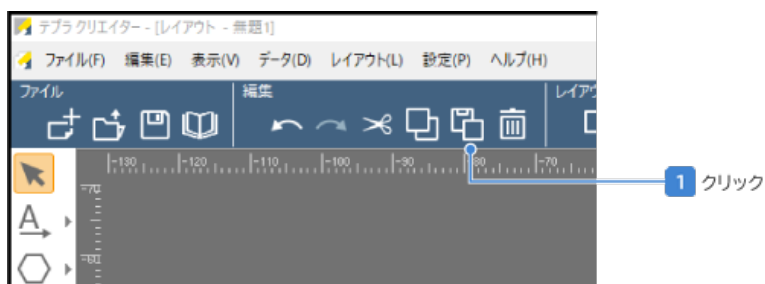 テプラ クリエイター - [レイアウト - 無題1]
ファイル(F) 編集(E) 表示(V) データ(D) レイアウト(L) 設定(P) ヘルプ(H)
ファイル 編集 レイアウ
-130 -120 -110 -100 -90 -80 -70
1 クリック
-70
A
-60